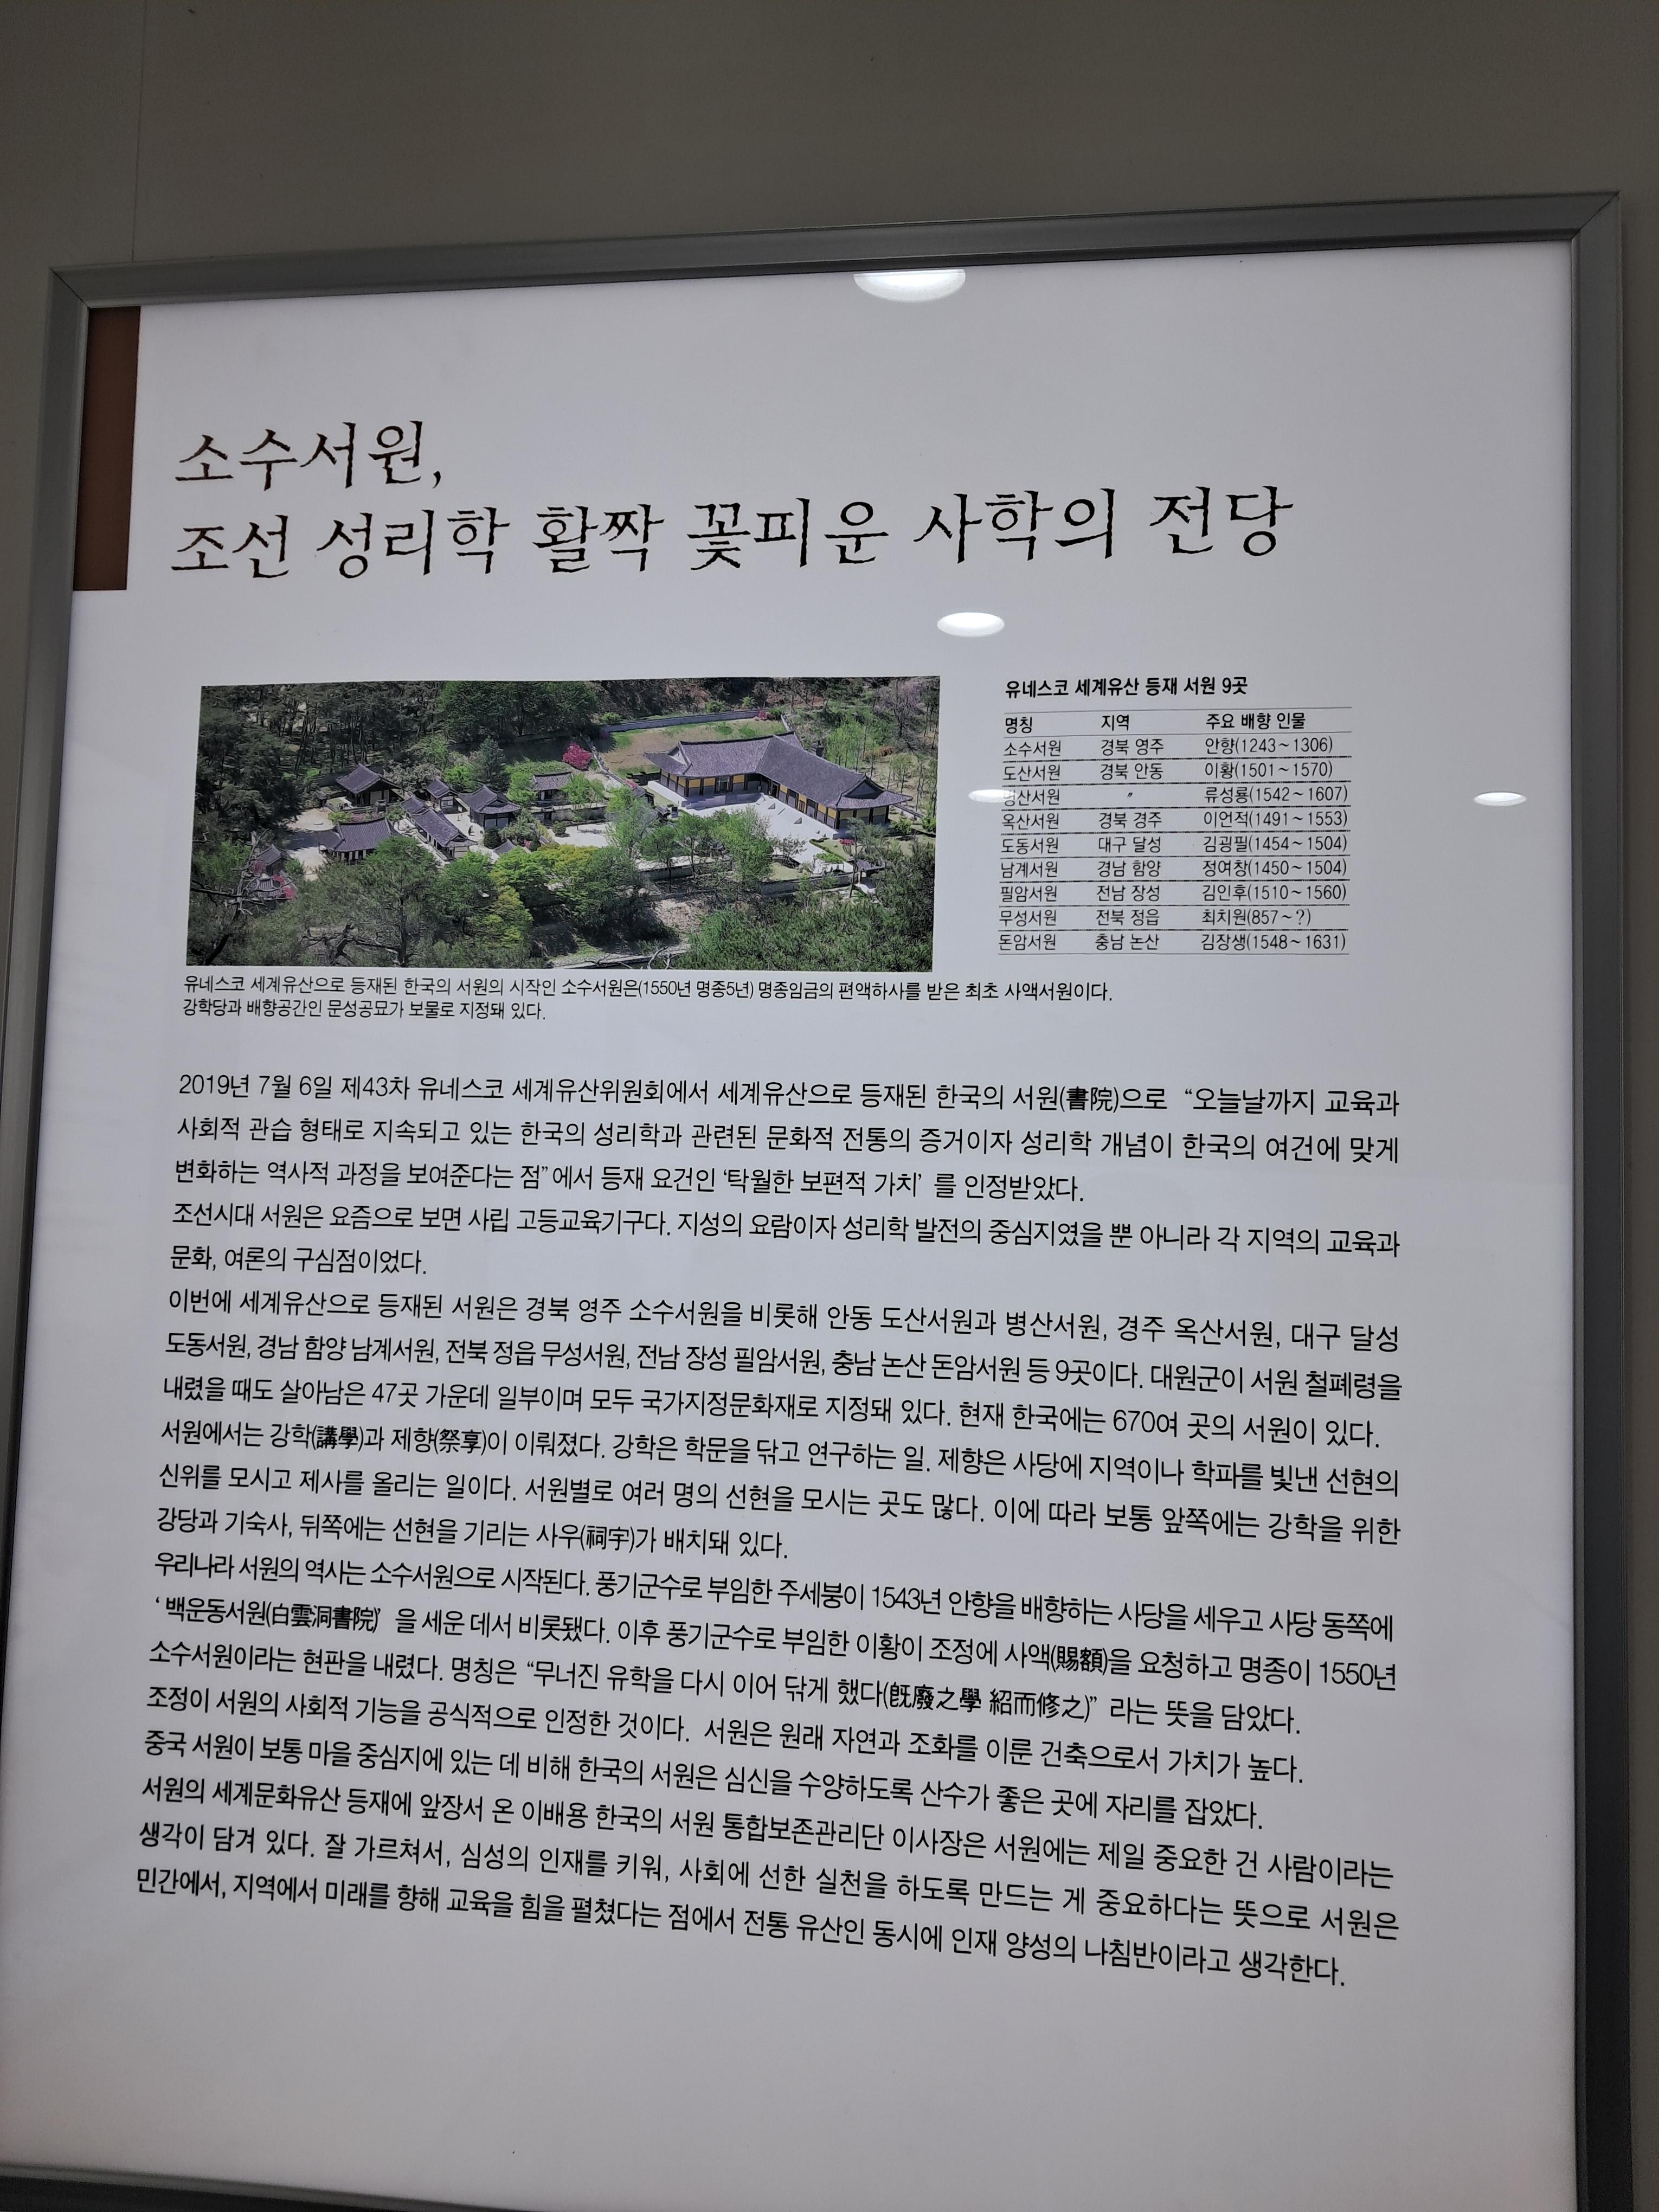 소수서원,
조선 성리학 활짝 꽃피운 사학의 전당
유네스코 세계유산 등재 서원 9곳
명칭 지역 주요 배향 인물
소수서원 경북 영주 안향(1243~1306)
도산서원 경북 안동 이황(1501~1570)
병산서원 〃 류성룡(1542~1607)
옥산서원 경북 경주 이언적(1491~1553)
도동서원 대구 달성 김굉필(1454~1504)
남계서원 경남 함양 정여창(1450~1504)
필암서원 전남 장성 김인후(1510~1560)
무성서원 전북 정읍 최치원(857~?)
돈암서원 충남 논산 김장생(1548~1631)
유네스코 세계유산으로 등재된 한국의 서원의 시작인 소수서원은(1550년 명종5년) 명종임금의 편액하사를 받은 최초 사액서원이다.
강학당과 배향공간인 문성공묘가 보물로 지정돼 있다.
2019년 7월 6일 제43차 유네스코 세계유산위원회에서 세계유산으로 등재된 한국의 서원(書院)으로 “오늘날까지 교육과
사회적 관습 형태로 지속되고 있는 한국의 성리학과 관련된 문화적 전통의 증거이자 성리학 개념이 한국의 여건에 맞게
변화하는 역사적 과정을 보여준다는 점”에서 등재 요건인 ‘탁월한 보편적 가치’ 를 인정받았다.
조선시대 서원은 요즘으로 보면 사립 고등교육기구다. 지성의 요람이자 성리학 발전의 중심지였을 뿐 아니라 각 지역의 교육과
문화, 여론의 구심점이었다.
이번에 세계유산으로 등재된 서원은 경북 영주 소수서원을 비롯해 안동 도산서원과 병산서원, 경주 옥산서원, 대구 달성
도동서원, 경남 함양 남계서원, 전북 정읍 무성서원, 전남 장성 필암서원, 충남 논산 돈암서원 등 9곳이다. 대원군이 서원 철폐령을
내렸을 때도 살아남은 47곳 가운데 일부이며 모두 국가지정문화재로 지정돼 있다. 현재 한국에는 670여 곳의 서원이 있다.
서원에서는 강학(講學)과 제향(祭享)이 이뤄졌다. 강학은 학문을 닦고 연구하는 일. 제향은 사당에 지역이나 학파를 빛낸 선현의
신위를 모시고 제사를 올리는 일이다. 서원별로 여러 명의 선현을 모시는 곳도 많다. 이에 따라 보통 앞쪽에는 강학을 위한
강당과 기숙사, 뒤쪽에는 선현을 기리는 사우(祠宇)가 배치돼 있다.
우리나라 서원의 역사는 소수서원으로 시작된다. 풍기군수로 부임한 주세붕이 1543년 안향을 배향하는 사당을 세우고 사당 동쪽에
‘백운동서원(白雲洞書院)’ 을 세운 데서 비롯됐다. 이후 풍기군수로 부임한 이황이 조정에 사액(賜額)을 요청하고 명종이 1550년
소수서원이라는 현판을 내렸다. 명칭은 “무너진 유학을 다시 이어 닦게 했다(旣廢之學 紹而修之)” 라는 뜻을 담았다.
조정이 서원의 사회적 기능을 공식적으로 인정한 것이다. 서원은 원래 자연과 조화를 이룬 건축으로서 가치가 높다.
중국 서원이 보통 마을 중심지에 있는 데 비해 한국의 서원은 심신을 수양하도록 산수가 좋은 곳에 자리를 잡았다.
서원의 세계문화유산 등재에 앞장서 온 이배용 한국의 서원 통합보존관리단 이사장은 서원에는 제일 중요한 건 사람이라는
생각이 담겨 있다. 잘 가르쳐서, 심성의 인재를 키워, 사회에 선한 실천을 하도록 만드는 게 중요하다는 뜻으로 서원은
민간에서, 지역에서 미래를 향해 교육을 힘을 펼쳤다는 점에서 전통 유산인 동시에 인재 양성의 나침반이라고 생각한다.